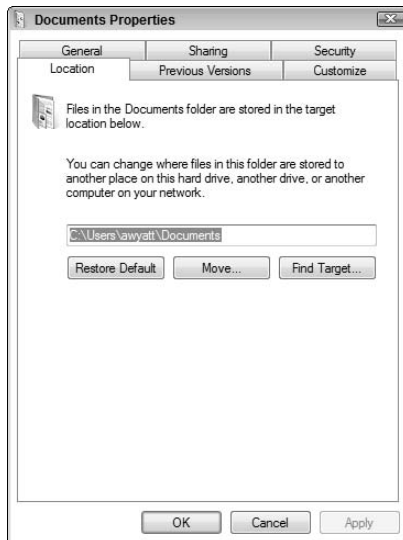 Documents Properties
General
Sharing
Security
Location
Previous Versions
Customize
Files in the Documents folder are stored in the target
location below.
You can change where files in this folder are stored to
another place on this hard drive, another drive, or another
computer on your network.
C:\Users\awyatt\Documents
Restore Default
Move...
Find Target...
OK
Cancel
Apply